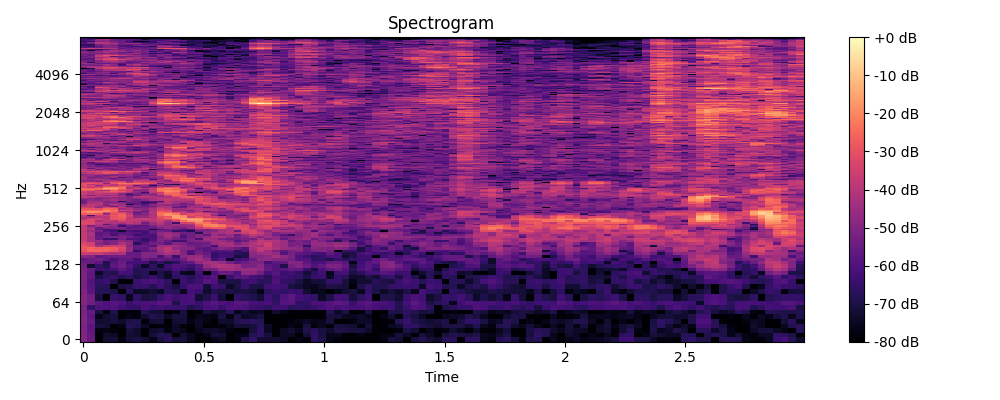 Spectrogram
Hz
4096
2048
1024
512
256
128
64
0
0
0.5
1
1.5
2
2.5
Time
+0 dB
-10 dB
-20 dB
-30 dB
-40 dB
-50 dB
-60 dB
-70 dB
-80 dB